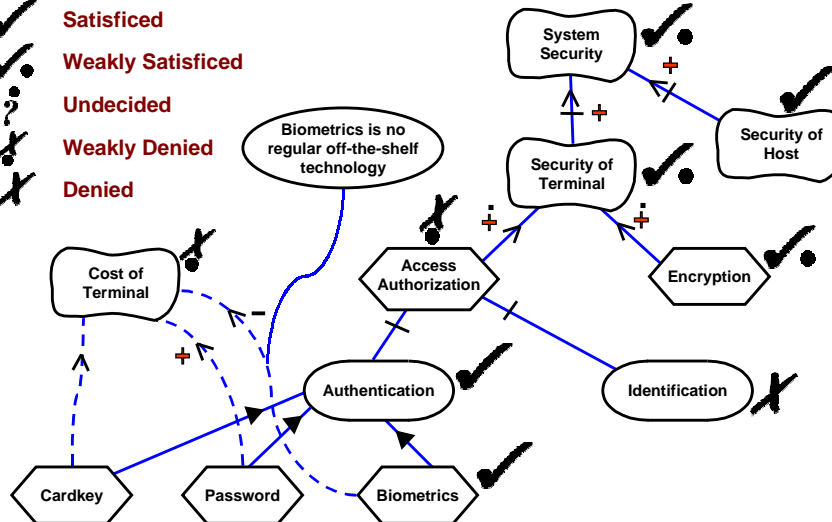 Satisficed
Weakly Satisficed
?
Undecided
Weakly Denied
Denied
System
Security
+
Security of
Host
+
Biometrics is no
regular off-the-shelf
technology
Security of
Terminal
+
+
Access
Authorization
Encryption
Cost of
Terminal
-
+
Authentication
Identification
Cardkey
Password
Biometrics